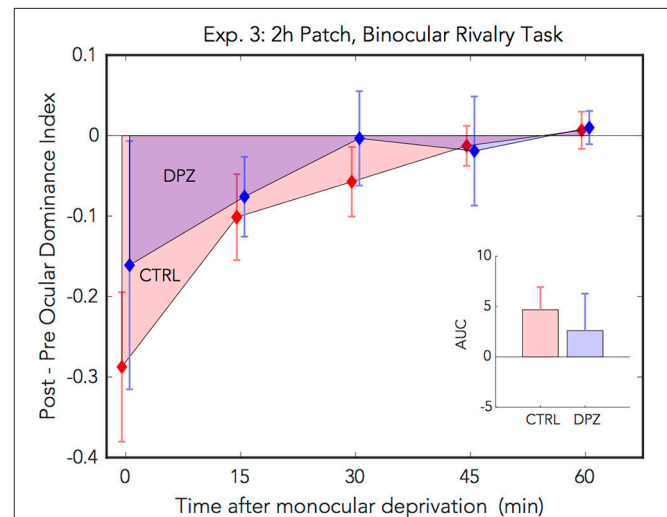 Exp. 3: 2h Patch, Binocular Rivalry Task
Post - Pre Ocular Dominance Index
0.1
0
-0.1
-0.2
-0.3
-0.4
DPZ
CTRL
AUC
10
5
0
-5
CTRL DPZ
0 15 30 45 60
Time after monocular deprivation (min)